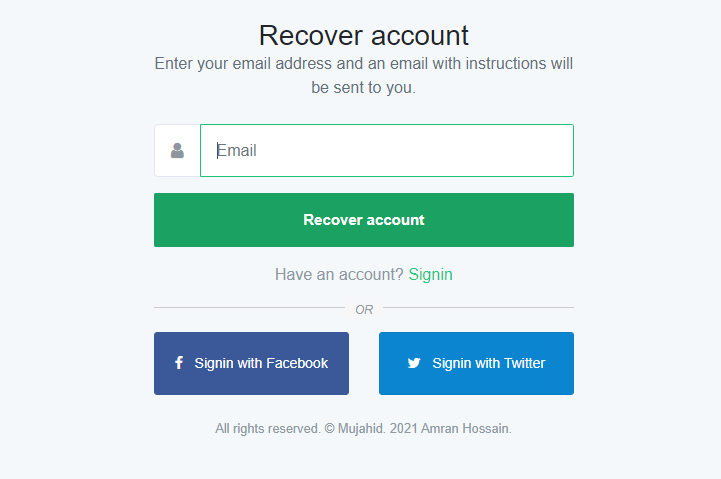 Recover account
Enter your email address and an email with instructions will
be sent to you.
Email
Recover account
Have an account? Signin
OR
Signin with Facebook
Signin with Twitter
All rights reserved. © Mujahid. 2021 Amran Hossain.